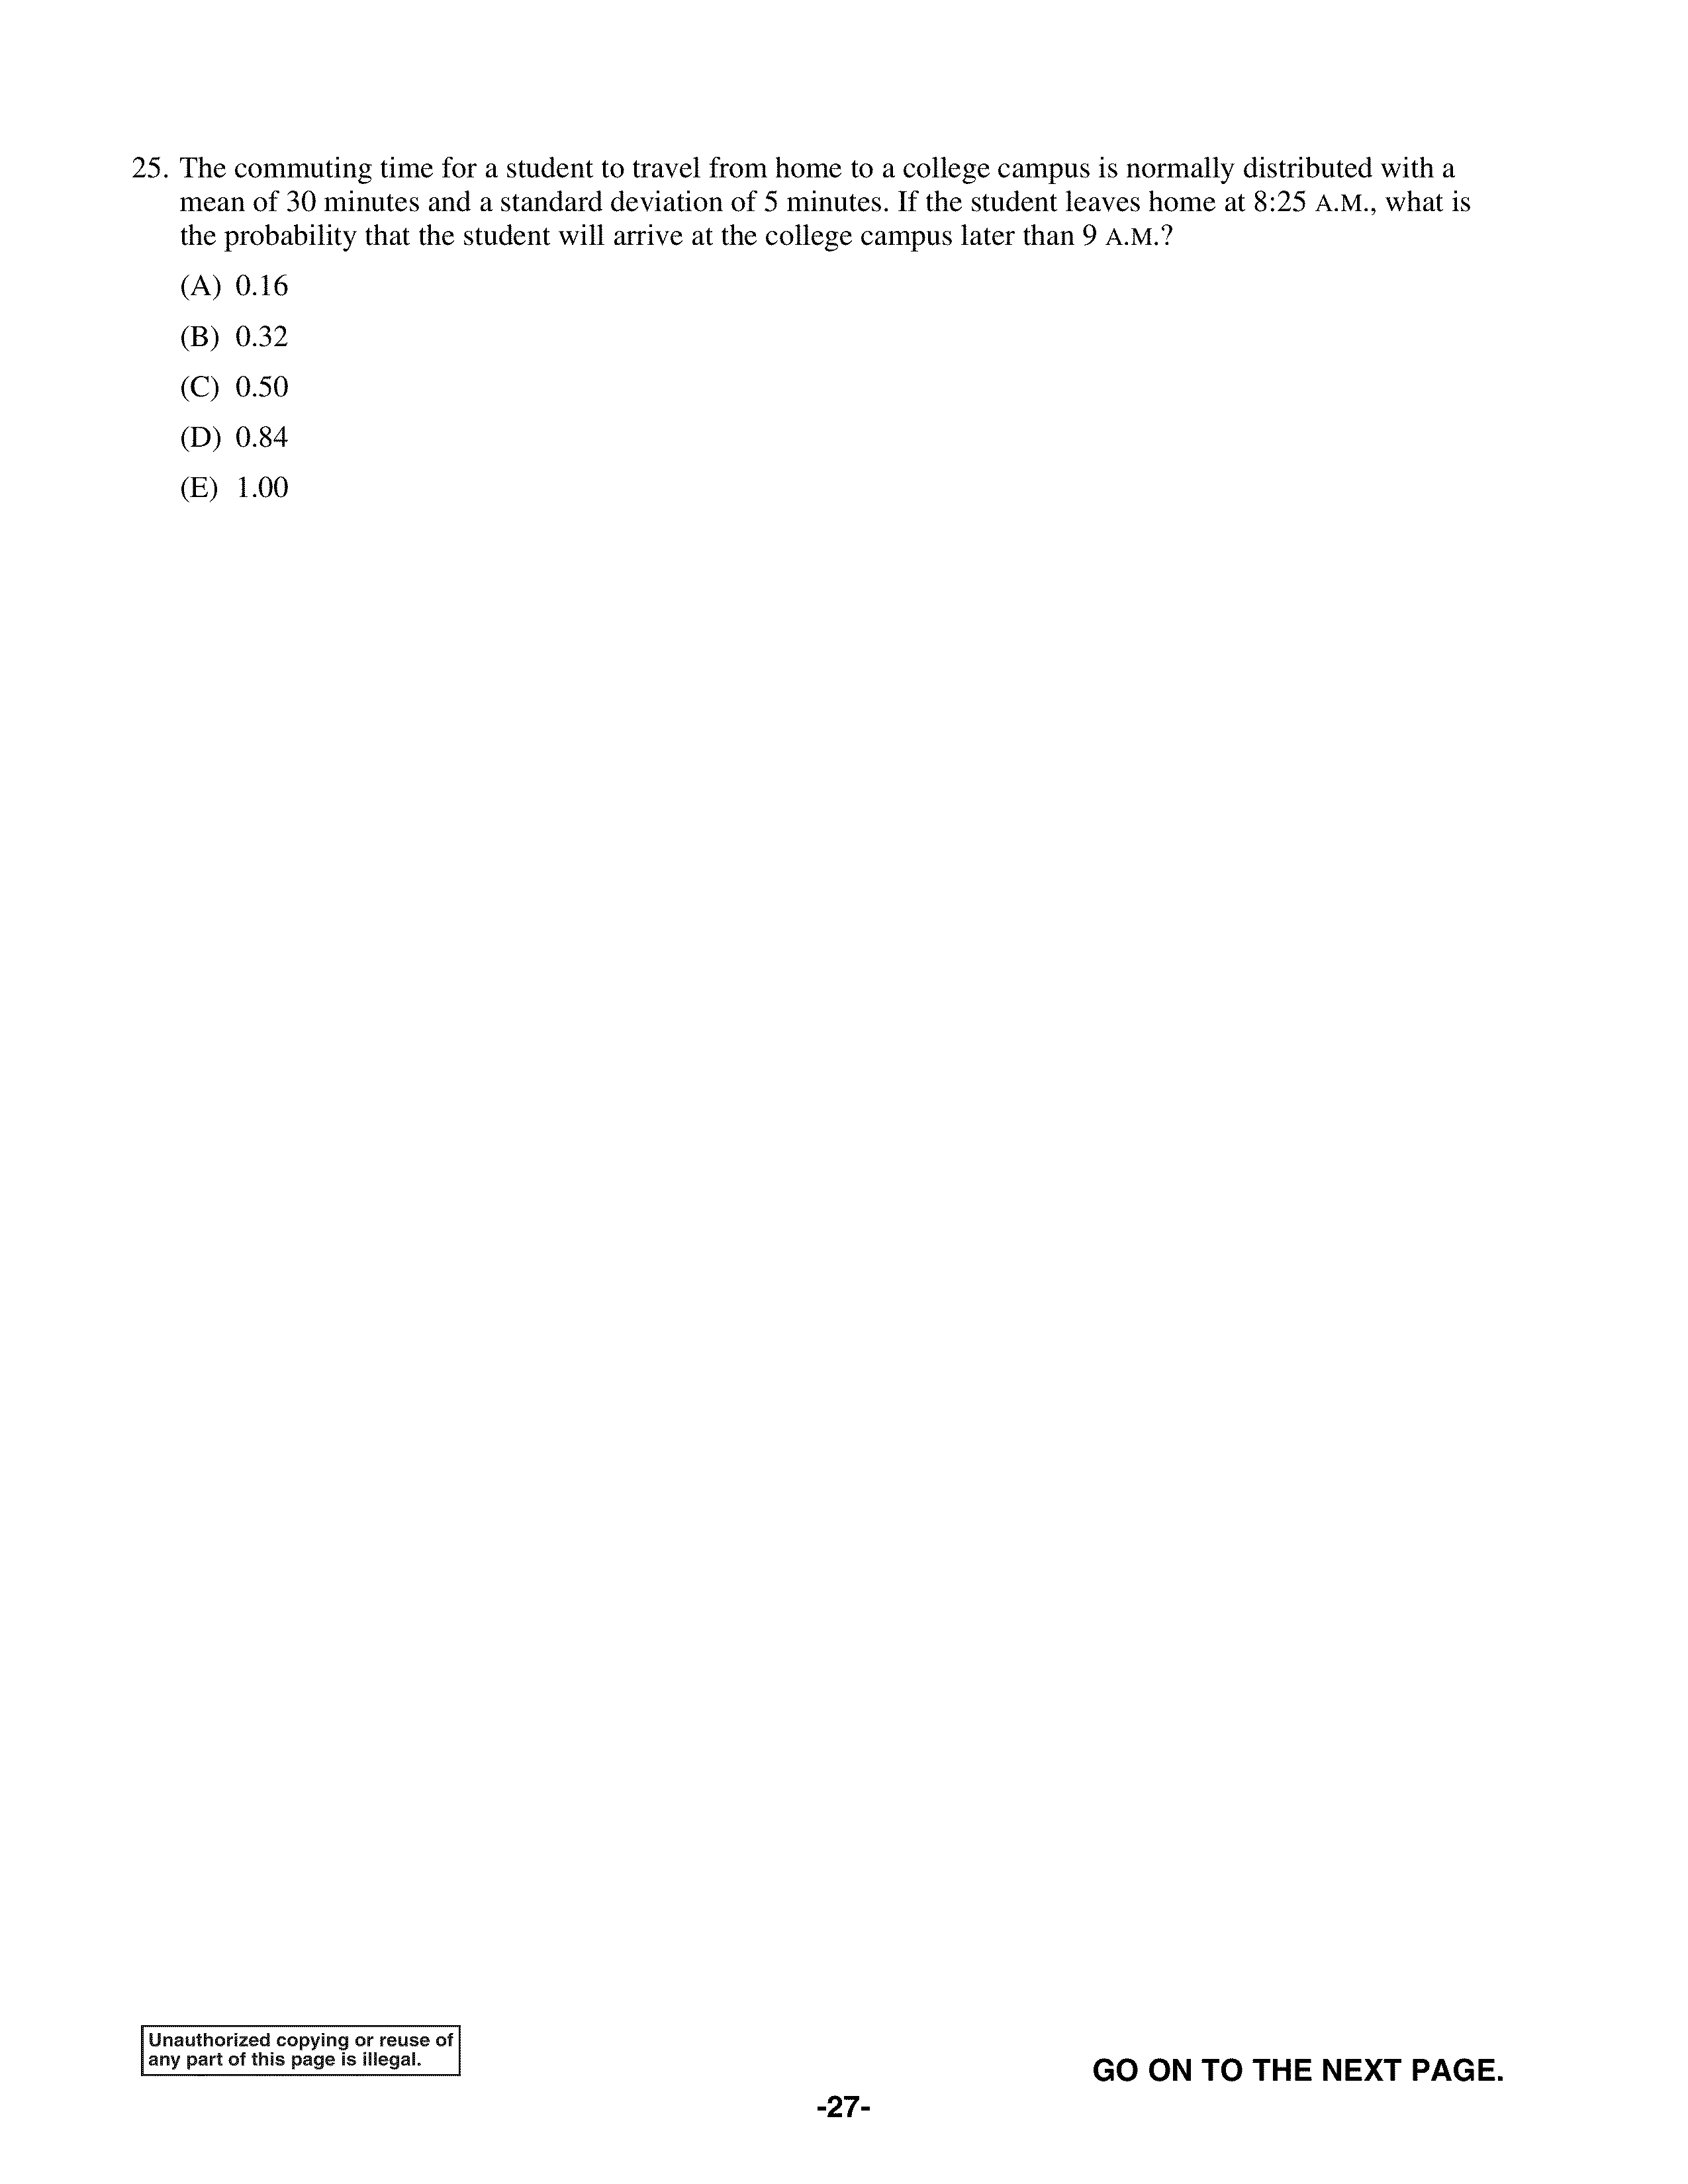 25. The commuting time for a student to travel from home to a college campus is normally distributed with a
mean of 30 minutes and a standard deviation of 5 minutes. If the student leaves home at 8:25 A.M., what is
the probability that the student will arrive at the college campus later than 9 A.M.?
(A) 0.16
(B) 0.32
(C) 0.50
(D) 0.84
(E) 1.00
Unauthorized copying or reuse of
any part of this page is illegal.
GO ON TO THE NEXT PAGE.
-27-